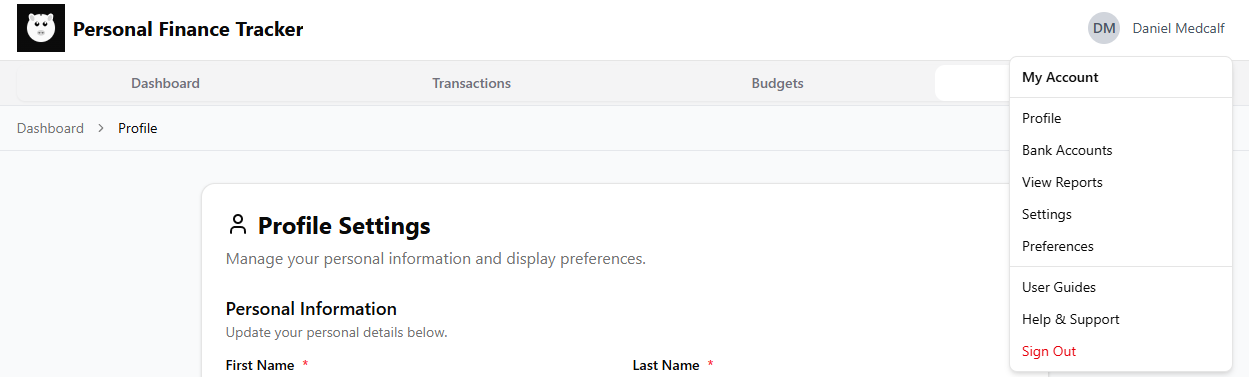 Personal Finance Tracker
DM Daniel Medcalf
Dashboard Transactions Budgets
Dashboard > Profile
My Account
Profile
Bank Accounts
View Reports
Settings
Preferences
User Guides
Help & Support
Sign Out
Profile Settings
Manage your personal information and display preferences.
Personal Information
Update your personal details below.
First Name * Last Name *